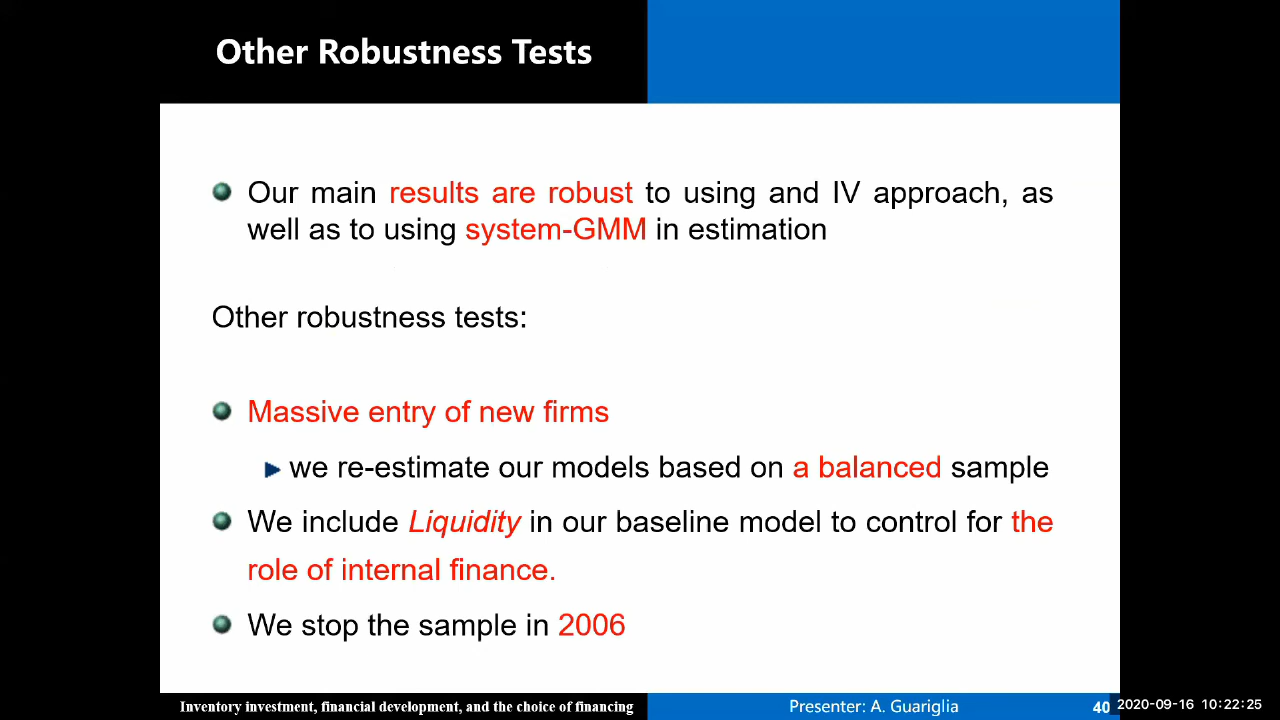 Other Robustness Tests
Our main results are robust to using and IV approach, as
well as to using system-GMM in estimation
Other robustness tests:
Massive entry of new firms
we re-estimate our models based on a balanced sample
We include Liquidity in our baseline model to control for the
role of internal finance.
We stop the sample in 2006
Inventory investment, financial development, and the choice of financing
Presenter: A. Guariglia
40
2020-09-16 10:22:25